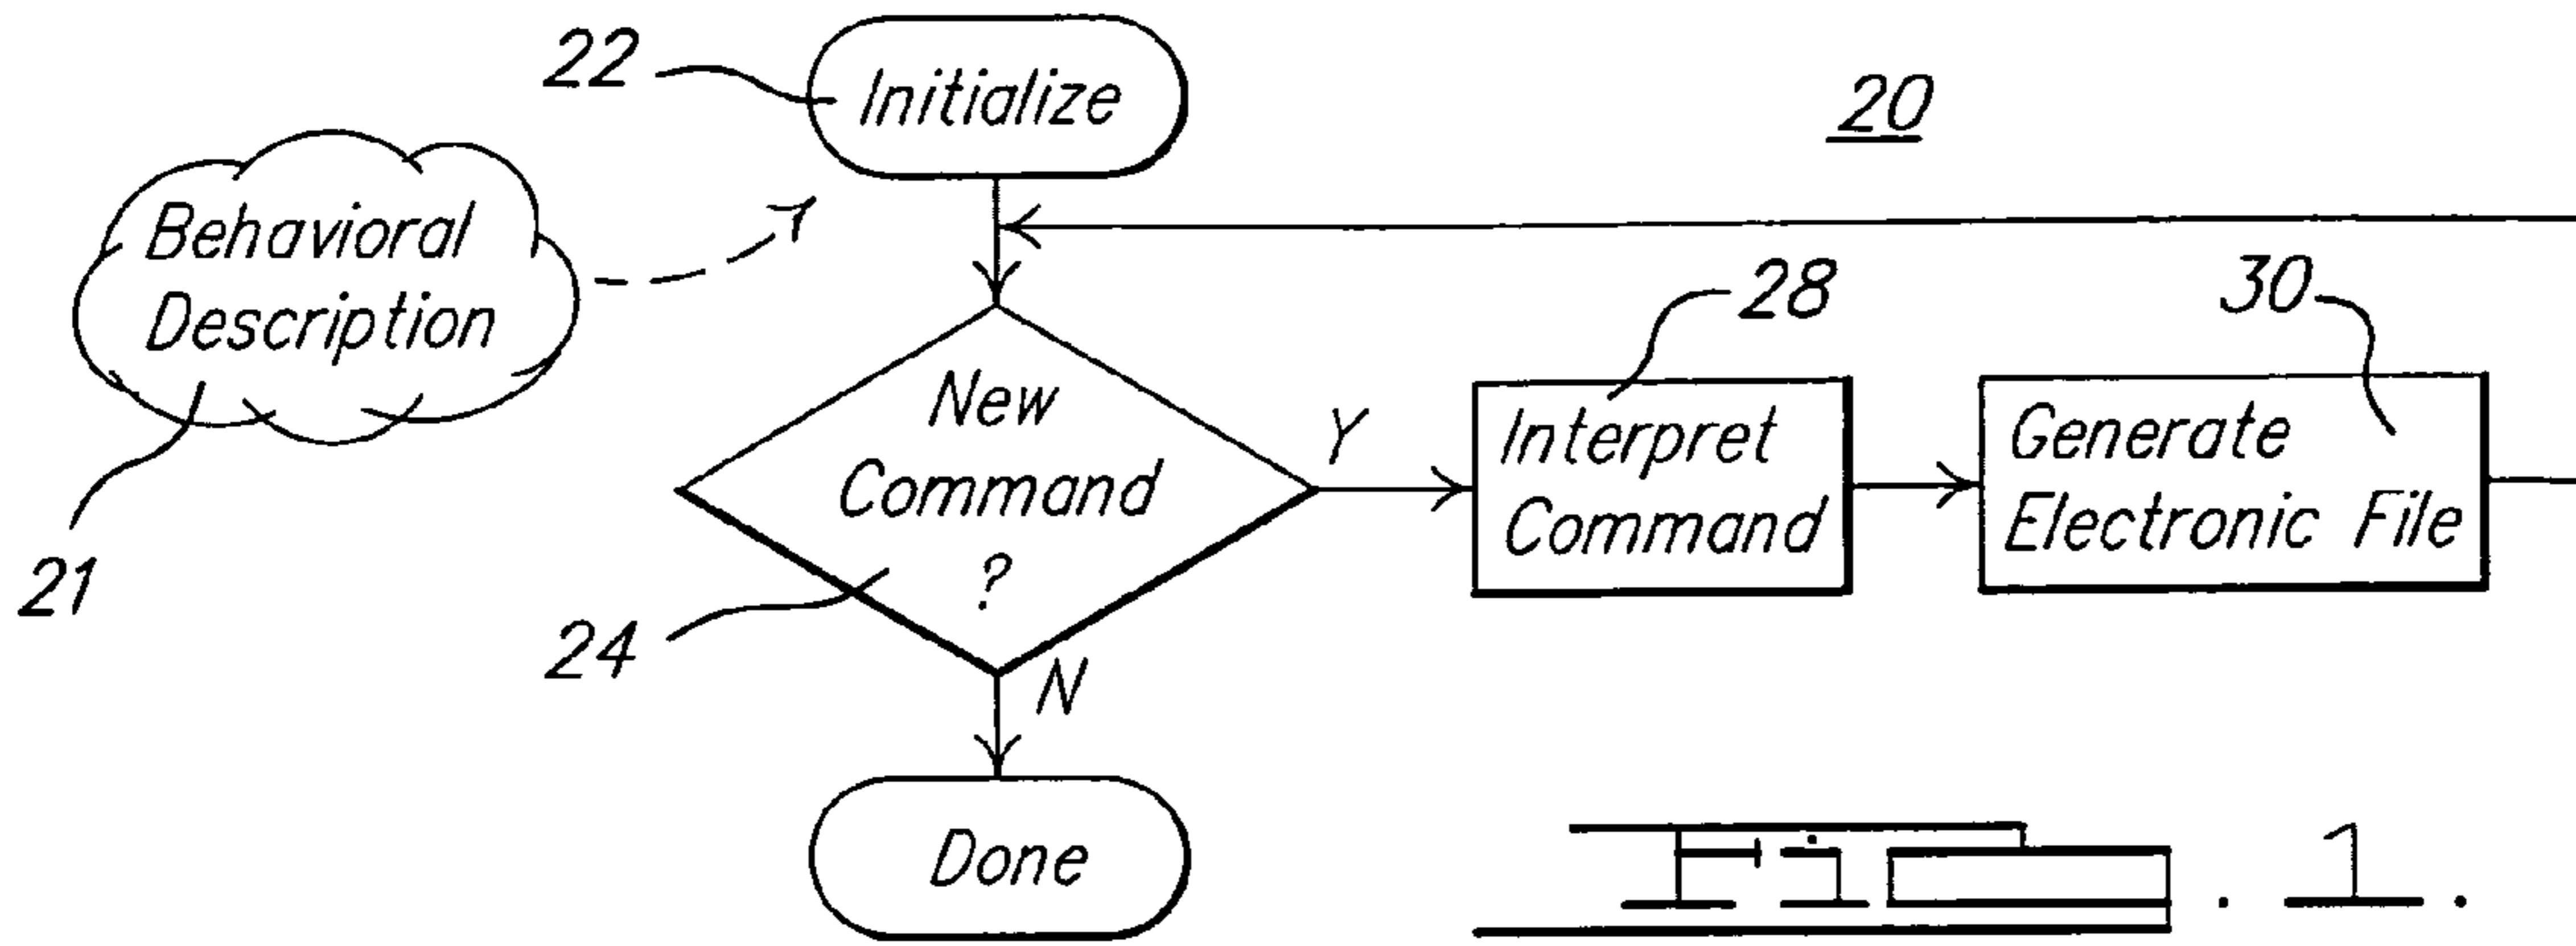 22
Initialize
20
Behavioral
Description
21
New
Command
?
24
Y
N
28
Interpret
Command
30
Generate
Electronic File
Done
Fig. 1.